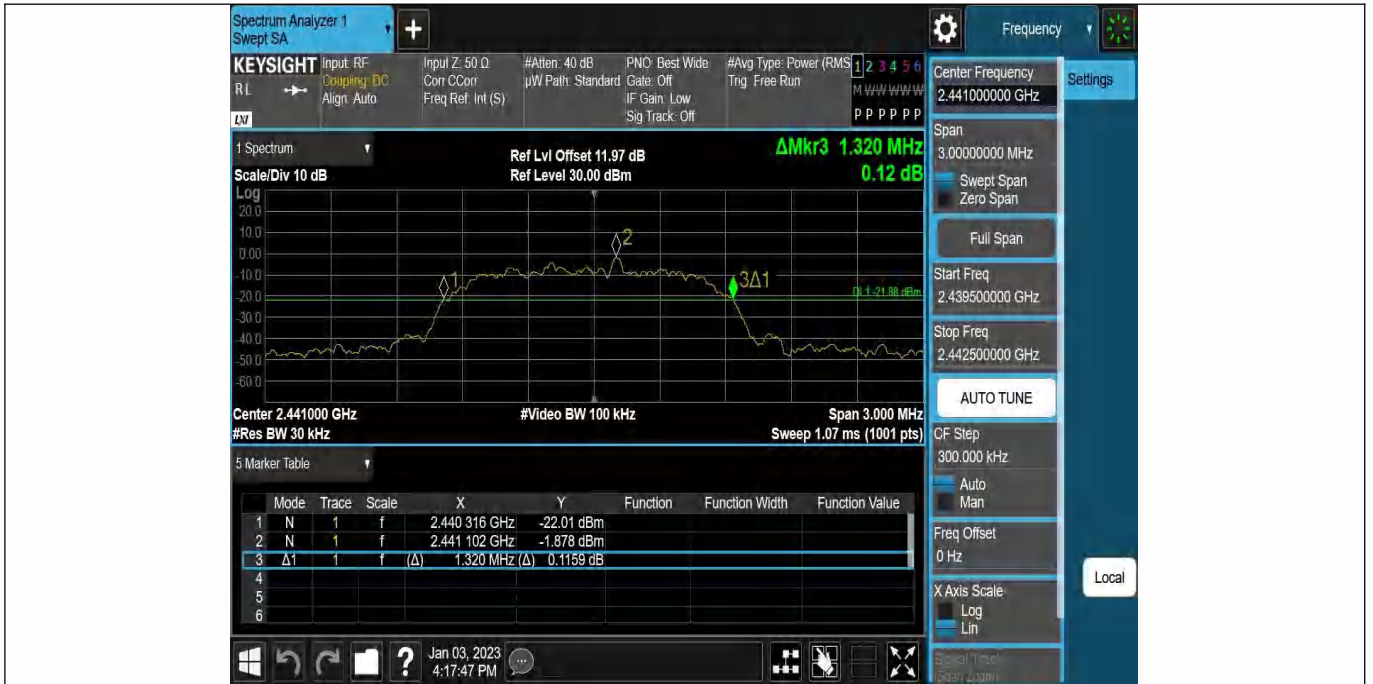 Spectrum Analyzer 1
Swept SA
+
Frequency
KEYSIGHT
Input: RF
Coupling: DC
Align: Auto
Input Z: 50 Ω
Corr CCorr
Freq Ref: Int (S)
#Atten: 40 dB
µW Path: Standard
PNO: Best Wide
Gate: Off
IF Gain: Low
Sig Track: Off
#Avg Type: Power (RMS
Trig: Free Run
1 2 3 4 5 6
M W W W W W
P P P P P P
R L
LXI
Center Frequency
2.441000000 GHz
Settings
Span
3.00000000 MHz
Swept Span
Zero Span
Full Span
Start Freq
2.439500000 GHz
Stop Freq
2.442500000 GHz
AUTO TUNE
CF Step
300.000 kHz
Auto
Man
Freq Offset
0 Hz
X Axis Scale
Log
Lin
Signal Track
(Span Zoom)
Local
1 Spectrum
Scale/Div 10 dB
Ref Lvl Offset 11.97 dB
Ref Level 30.00 dBm
ΔMkr3 1.320 MHz
0.12 dB
Log
20.0
10.0
0.00
-10.0
-20.0
-30.0
-40.0
-50.0
-60.0
1
2
3Δ1
DL1 -21.88 dBm
Center 2.441000 GHz
#Video BW 100 kHz
Span 3.000 MHz
#Res BW 30 kHz
Sweep 1.07 ms (1001 pts)
5 Marker Table
Mode Trace Scale X Y Function Function Width Function Value
1 N 1 f 2.440 316 GHz -22.01 dBm
2 N 1 f 2.441 102 GHz -1.878 dBm
3 Δ1 1 f (Δ) 1.320 MHz (Δ) 0.1159 dB
4
5
6
?
Jan 03, 2023
4:17:47 PM